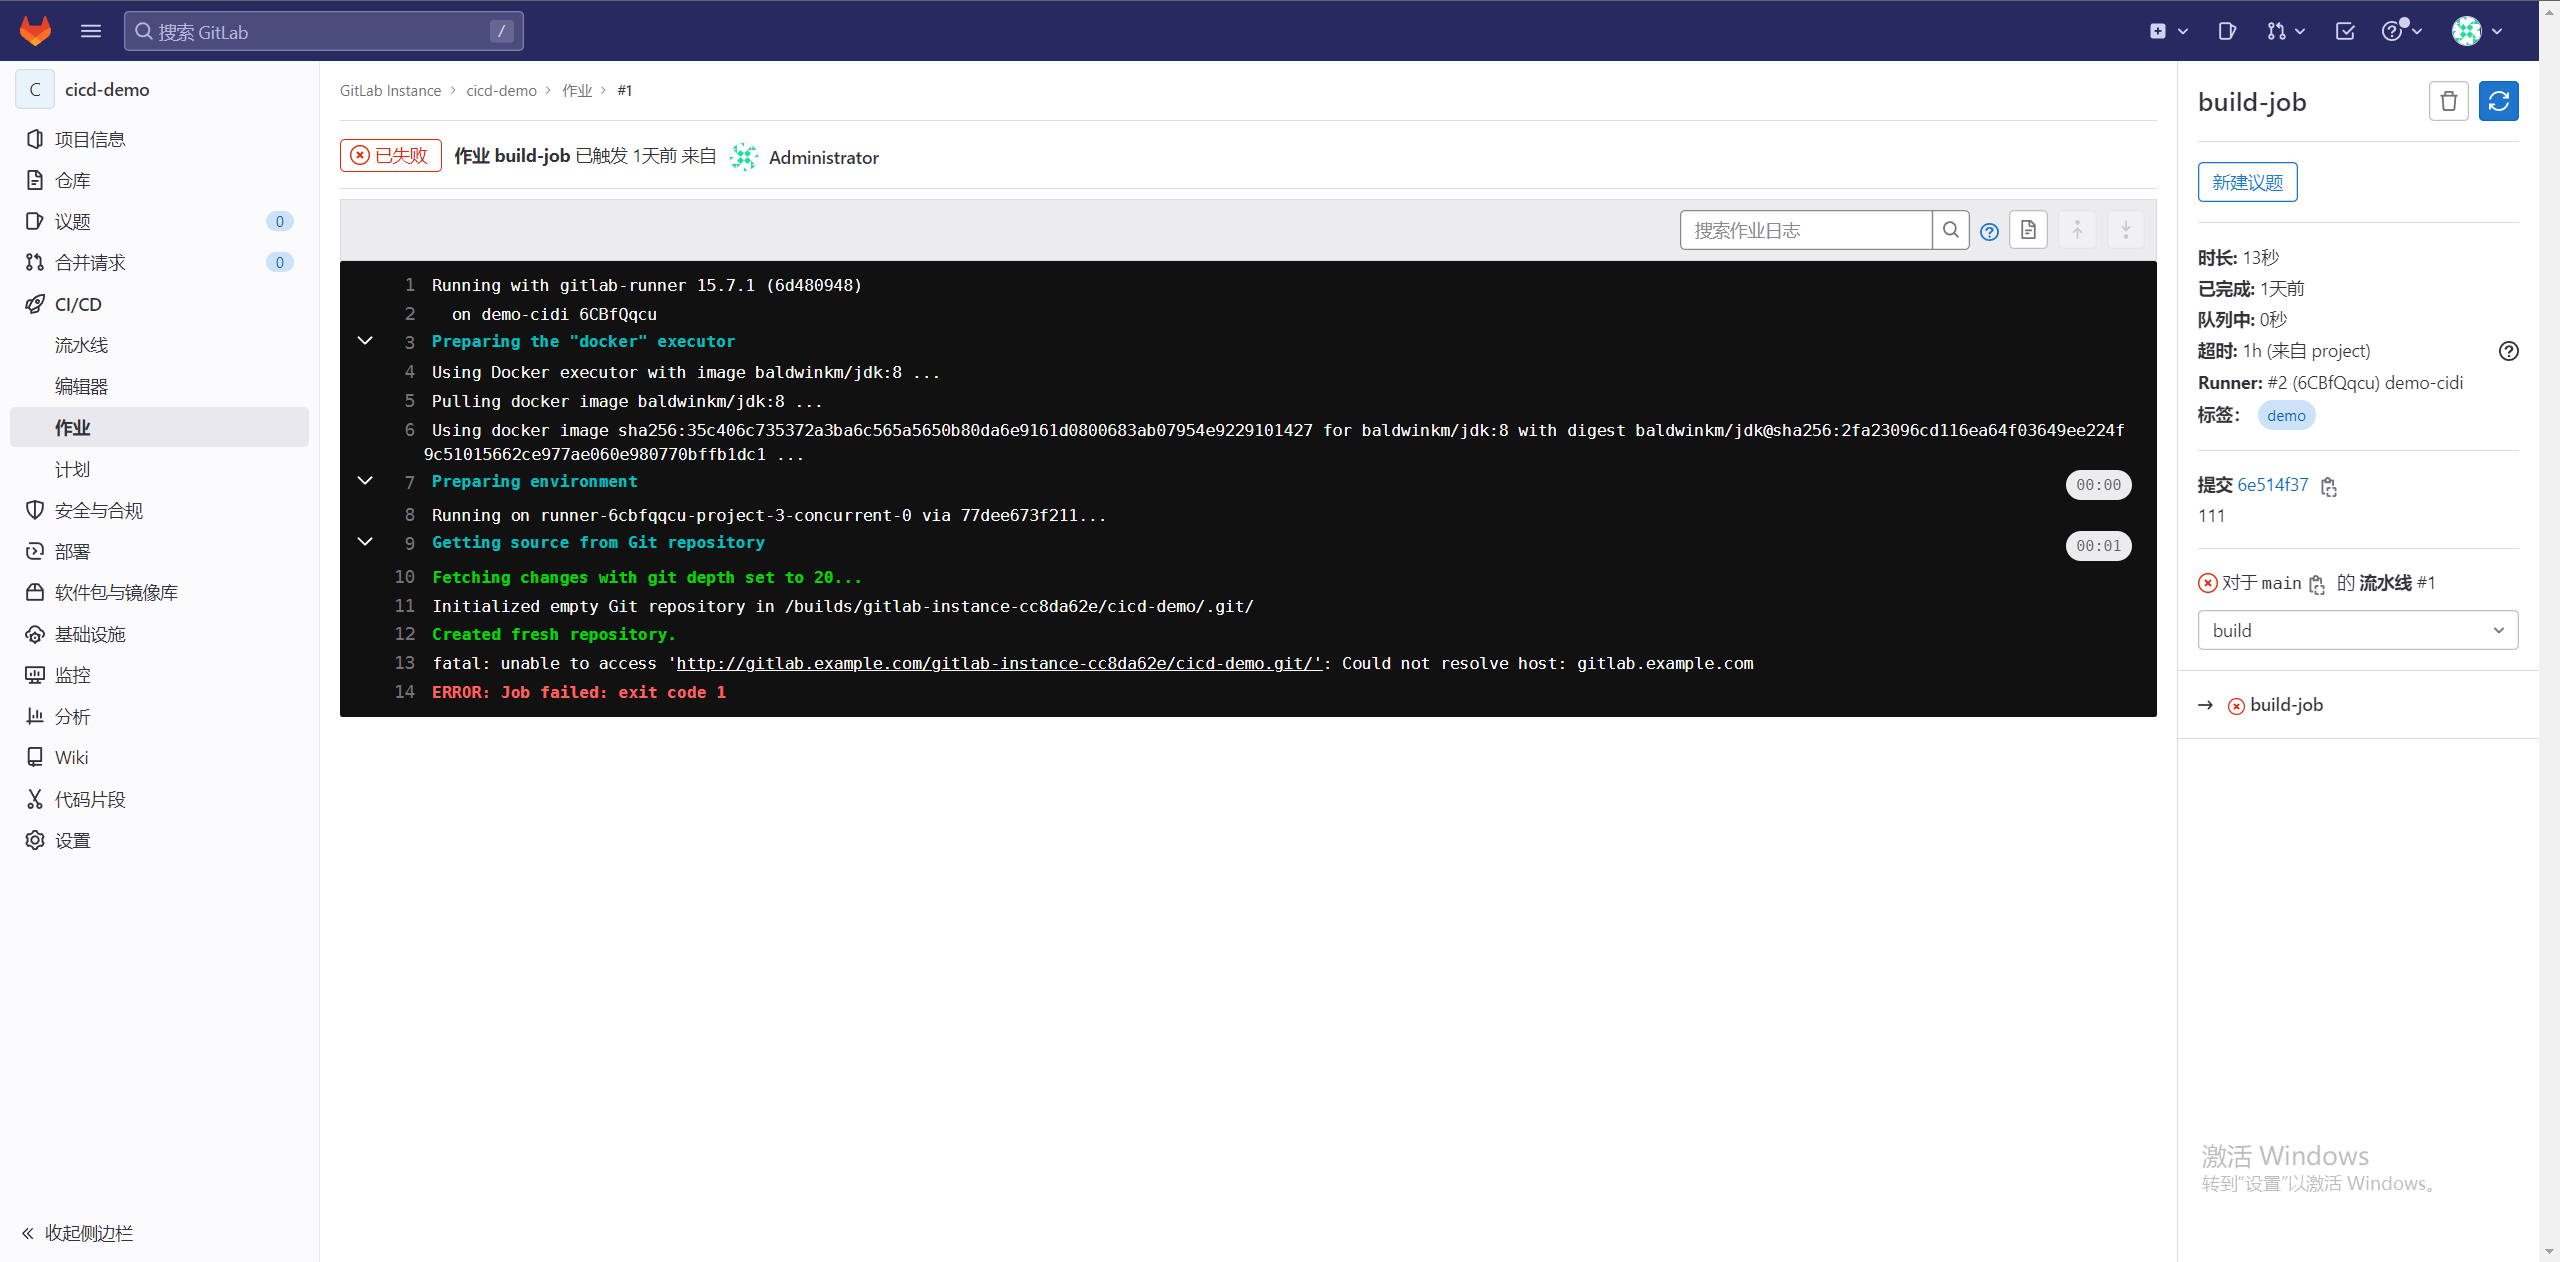 搜索 GitLab /
C cicd-demo
项目信息
仓库
议题 0
合并请求 0
CI/CD
流水线
编辑器
作业
计划
安全与合规
部署
软件包与镜像库
基础设施
监控
分析
Wiki
代码片段
设置
收起侧边栏
GitLab Instance > cicd-demo > 作业 > #1
已失败 作业 build-job 已触发 1天前 来自 Administrator
搜索作业日志
1 Running with gitlab-runner 15.7.1 (6d480948)
2 on demo-cidi 6CBfQqcu
3 Preparing the "docker" executor
4 Using Docker executor with image baldwinkm/jdk:8 ...
5 Pulling docker image baldwinkm/jdk:8 ...
6 Using docker image sha256:35c406c735372a3ba6c565a5650b80da6e9161d0800683ab07954e9229101427 for baldwinkm/jdk:8 with digest baldwinkm/jdk@sha256:2fa23096cd116ea64f03649ee224f
9c51015662ce977ae060e980770bffb1dc1 ...
7 Preparing environment 00:00
8 Running on runner-6cbfqqcu-project-3-concurrent-0 via 77dee673f211...
9 Getting source from Git repository 00:01
10 Fetching changes with git depth set to 20...
11 Initialized empty Git repository in /builds/gitlab-instance-cc8da62e/cicd-demo/.git/
12 Created fresh repository.
13 fatal: unable to access 'http://gitlab.example.com/gitlab-instance-cc8da62e/cicd-demo.git/': Could not resolve host: gitlab.example.com
14 ERROR: Job failed: exit code 1
build-job
新建议题
时长: 13秒
已完成: 1天前
队列中: 0秒
超时: 1h (来自 project)
Runner: #2 (6CBfQqcu) demo-cidi
标签: demo
提交 6e514f37
111
对于 main 的 流水线 #1
build
→ build-job
激活 Windows
转到"设置"以激活 Windows。